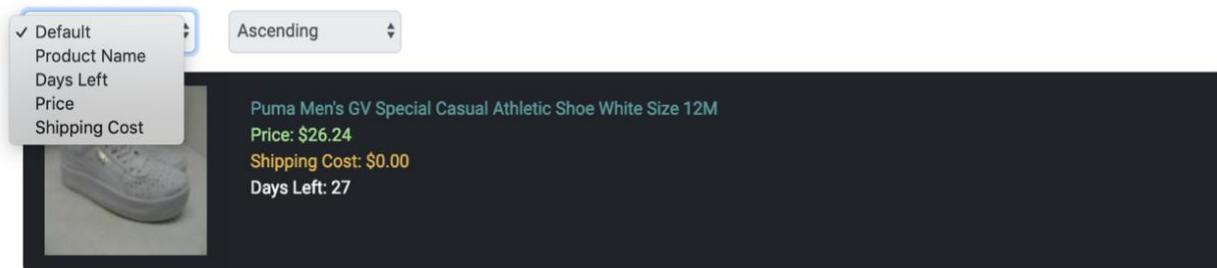 ✓ Default
Product Name
Days Left
Price
Shipping Cost
Ascending
Puma Men's GV Special Casual Athletic Shoe White Size 12M
Price: $26.24
Shipping Cost: $0.00
Days Left: 27